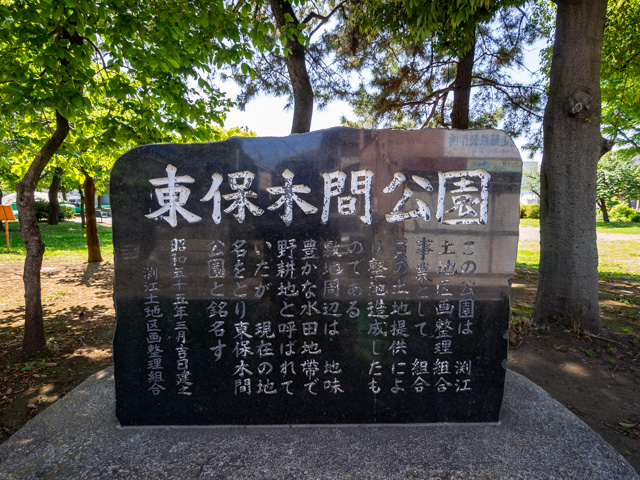 東保木間公園
この公園は 渕江
土地区画整理組合
事業として 組合
員の土地提供によ
り整地造成したも
のである
敷地周辺は 地味
豊かな水田地帯で
野耕地と呼ばれて
いたが 現在の地
名をとり東保木間
公園と銘名す
昭和五十五年三月吉日建之
渕江土地区画整理組合